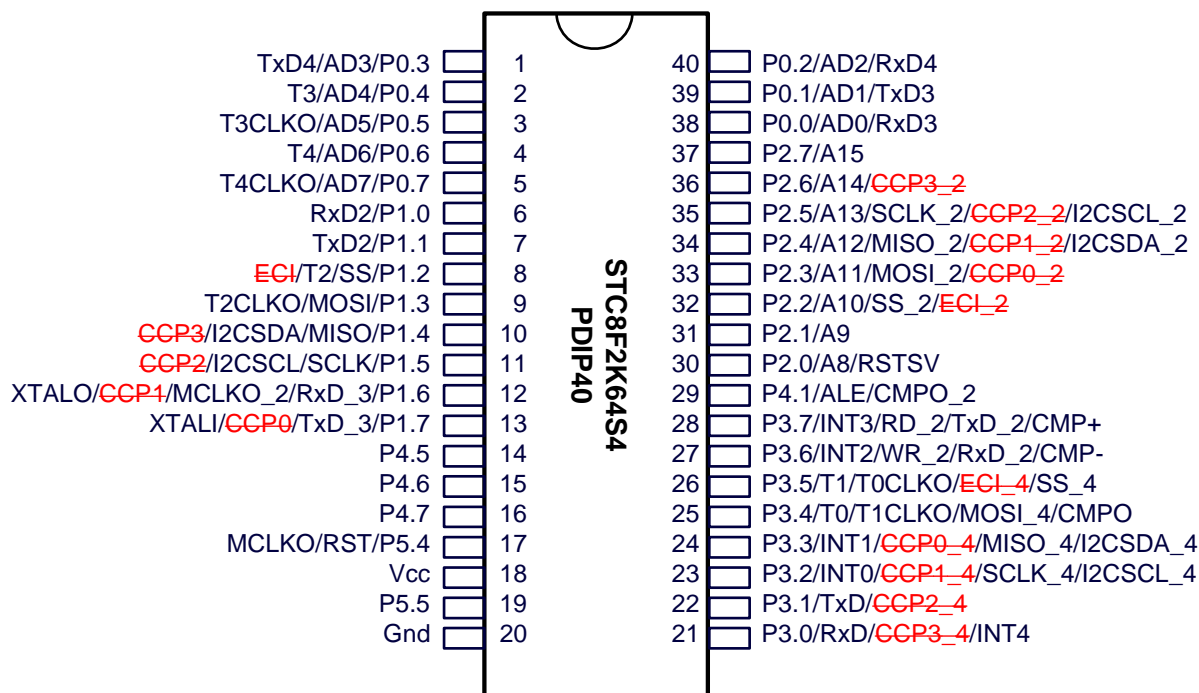 TxD4/AD3/P0.3 1 40 P0.2/AD2/RxD4
T3/AD4/P0.4 2 39 P0.1/AD1/TxD3
T3CLKO/AD5/P0.5 3 38 P0.0/AD0/RxD3
T4/AD6/P0.6 4 37 P2.7/A15
T4CLKO/AD7/P0.7 5 36 P2.6/A14/CCP3_2
RxD2/P1.0 6 35 P2.5/A13/SCLK_2/CCP2_2/I2CSCL_2
TxD2/P1.1 7 34 P2.4/A12/MISO_2/CCP1_2/I2CSDA_2
ECI/T2/SS/P1.2 8 33 P2.3/A11/MOSI_2/CCP0_2
T2CLKO/MOSI/P1.3 9 32 P2.2/A10/SS_2/ECI_2
CCP3/I2CSDA/MISO/P1.4 10 31 P2.1/A9
CCP2/I2CSCL/SCLK/P1.5 11 30 P2.0/A8/RSTSV
XTALO/CCP1/MCLKO_2/RxD_3/P1.6 12 29 P4.1/ALE/CMPO_2
XTALI/CCP0/TxD_3/P1.7 13 28 P3.7/INT3/RD_2/TxD_2/CMP+
P4.5 14 27 P3.6/INT2/WR_2/RxD_2/CMP-
P4.6 15 26 P3.5/T1/T0CLKO/ECI_4/SS_4
P4.7 16 25 P3.4/T0/T1CLKO/MOSI_4/CMPO
MCLKO/RST/P5.4 17 24 P3.3/INT1/CCP0_4/MISO_4/I2CSDA_4
Vcc 18 23 P3.2/INT0/CCP1_4/SCLK_4/I2CSCL_4
P5.5 19 22 P3.1/TxD/CCP2_4
Gnd 20 21 P3.0/RxD/CCP3_4/INT4
STC8F2K64S4
PDIP40